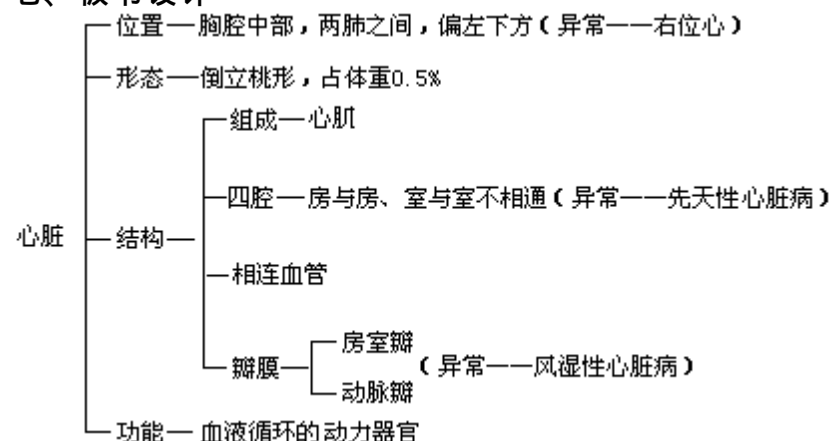 七、板书设计
位置 — 胸腔中部，两肺之间，偏左下方（异常——右位心）
形态 — 倒立桃形，占体重0.5%
组成 — 心肌
四腔 — 房与房、室与室不相通（异常——先天性心脏病）
心脏
结构
相连血管
瓣膜
房室瓣
动脉瓣
（异常——风湿性心脏病）
功能 — 血液循环的动力器官